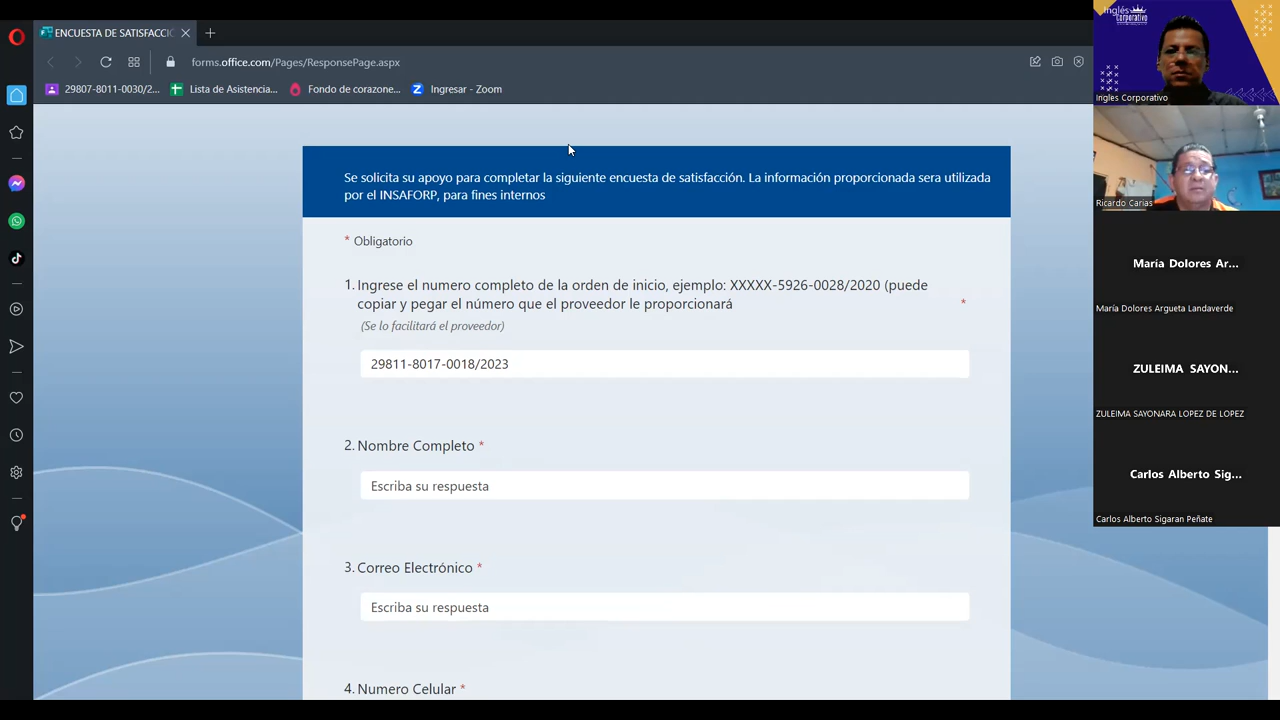 ENCUESTA DE SATISFACCIÓ
forms.office.com/Pages/ResponsePage.aspx
29807-8011-0030/2...
Lista de Asistencia...
Fondo de corazone...
Ingresar - Zoom
Se solicita su apoyo para completar la siguiente encuesta de satisfacción. La información proporcionada sera utilizada
por el INSAFORP, para fines internos
* Obligatorio
1. Ingrese el numero completo de la orden de inicio, ejemplo: XXXXX-5926-0028/2020 (puede
copiar y pegar el número que el proveedor le proporcionará *
(Se lo facilitará el proveedor)
29811-8017-0018/2023
2. Nombre Completo *
Escriba su respuesta
3. Correo Electrónico *
Escriba su respuesta
4. Numero Celular *
Inglés
Corporativo
Ingles Corporativo
Ricardo Carias
María Dolores Ar...
María Dolores Argueta Landaverde
ZULEIMA SAYON...
ZULEIMA SAYONARA LOPEZ DE LOPEZ
Carlos Alberto Sig...
Carlos Alberto Sigaran Peñate